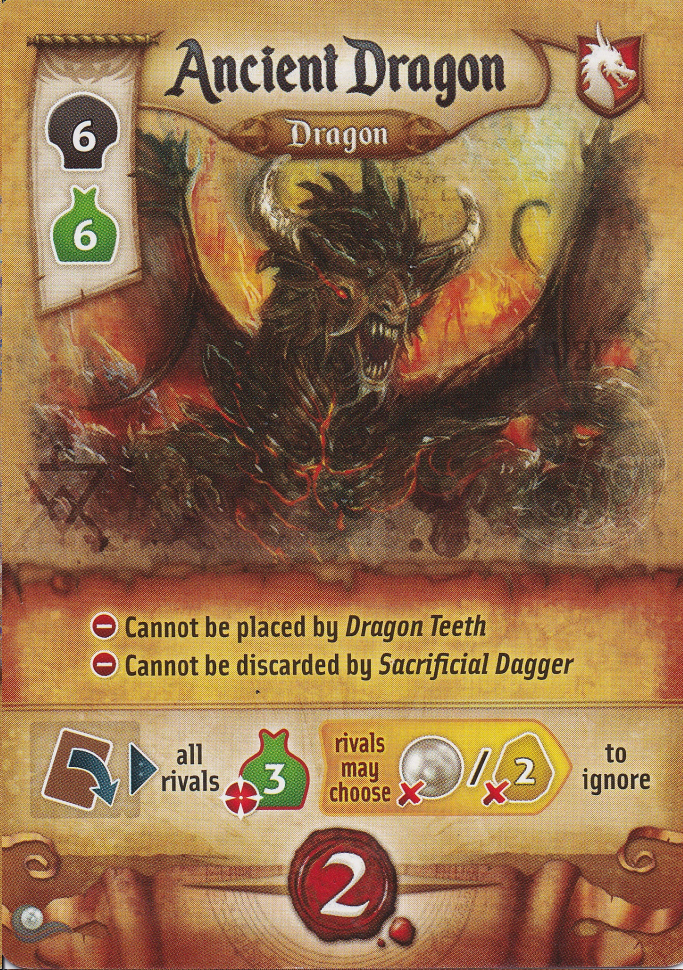 Ancient Dragon
Dragon
6
6
Cannot be placed by Dragon Teeth
Cannot be discarded by Sacrificial Dagger
all
rivals
3
rivals
may
choose
/
2
to
ignore
2